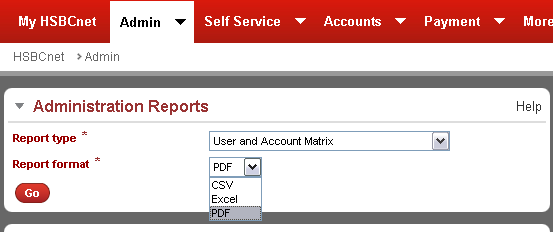 My HSBCnet Admin Self Service Accounts Payment More
HSBCnet > Admin
Administration Reports Help
Report type * User and Account Matrix
Report format * PDF
CSV
Go Excel
PDF